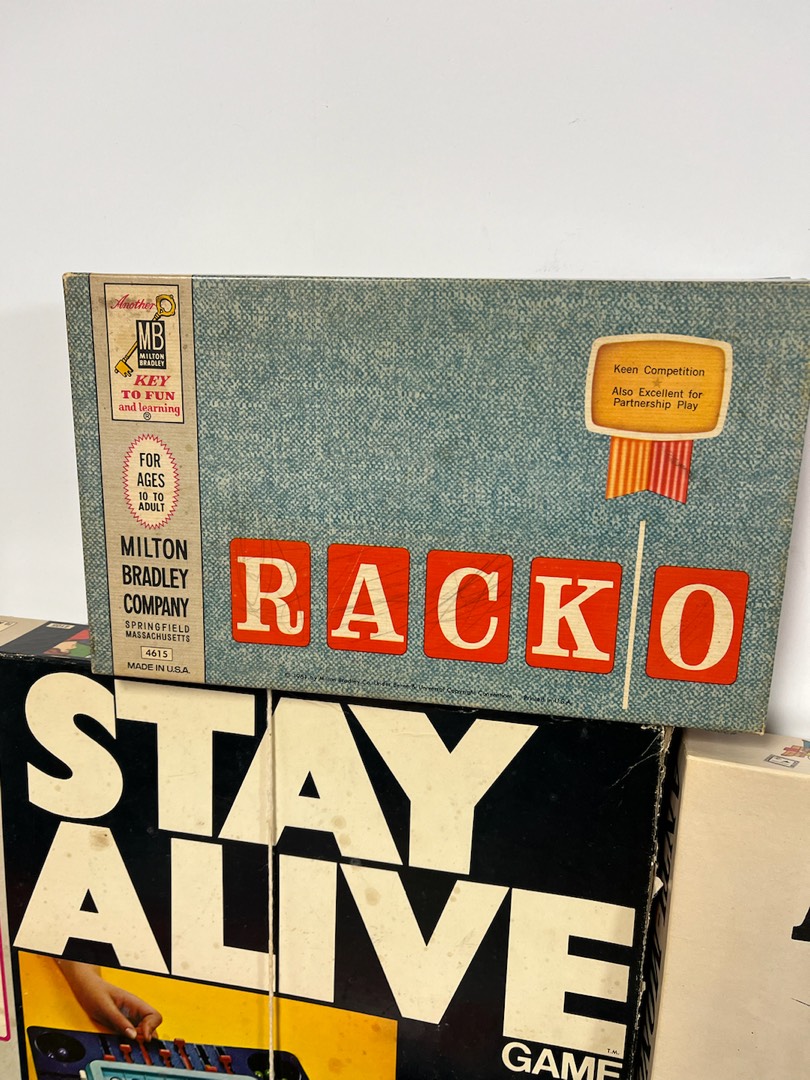 Another
MB
MILTON
BRADLEY
KEY
TO FUN
and learning
®
FOR
AGES
10 TO
ADULT
MILTON
BRADLEY
COMPANY
SPRINGFIELD
MASSACHUSETTS
4615
MADE IN U.S.A.
Keen Competition
Also Excellent for
Partnership Play
RACK O
STAY
ALIVE
T.M.
GAME